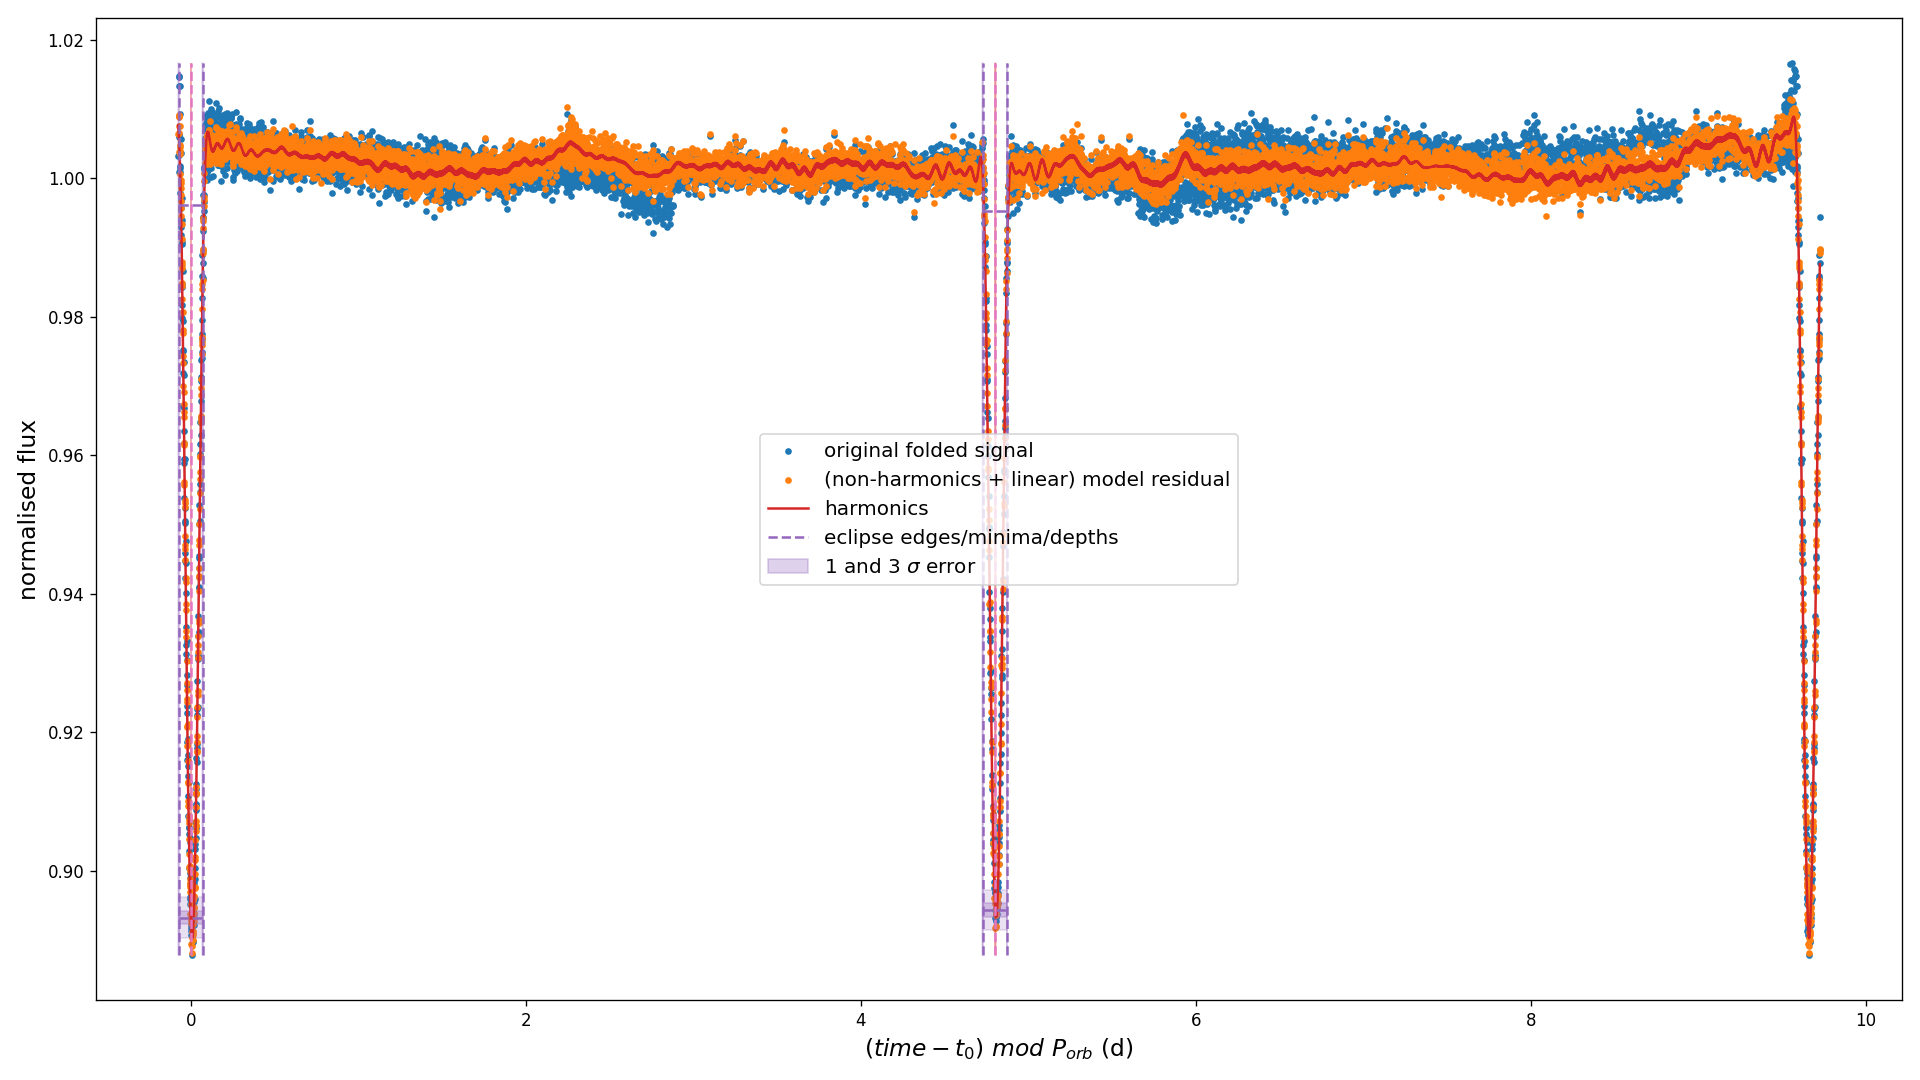 1.02
1.00
0.98
0.96
0.94
0.92
0.90
normalised flux
original folded signal
(non-harmonics + linear) model residual
harmonics
eclipse edges/minima/depths
1 and 3 σ error
0 2 4 6 8 10
(time − t₀) mod Pₒᵣb (d)